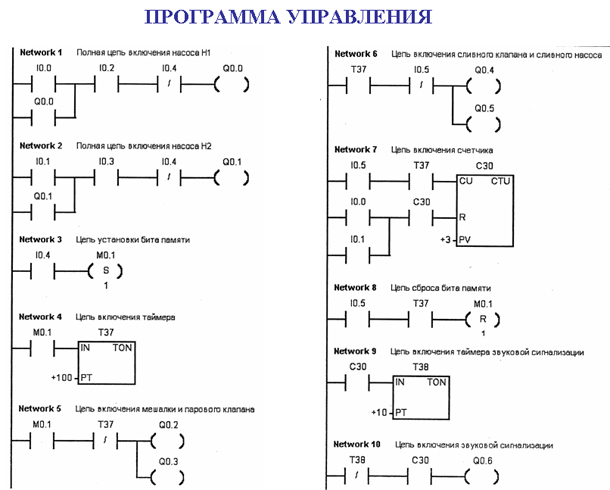 ПРОГРАММА УПРАВЛЕНИЯ
Network 1 Полная цепь включения насоса Н1
I0.0 I0.2 I0.4 Q0.0
/
Q0.0
Network 2 Полная цепь включения насоса Н2
I0.1 I0.3 I0.4 Q0.1
/
Q0.1
Network 3 Цепь установки бита памяти
I0.4 M0.1
S
1
Network 4 Цепь включения таймера
M0.1 T37
IN TON
+100 PT
Network 5 Цепь включения мешалки и парового клапана
M0.1 T37 Q0.2
/
Q0.3
Network 6 Цепь включения сливного клапана и сливного насоса
T37 I0.5 Q0.4
/
Q0.5
Network 7 Цепь включения счетчика
I0.5 T37 C30
CU CTU
I0.0 C30
R
I0.1
+3 PV
Network 8 Цепь сброса бита памяти
I0.5 T37 M0.1
R
1
Network 9 Цепь включения таймера звуковой сигнализации
C30 T38
IN TON
+10 PT
Network 10 Цепь включения звуковой сигнализации
T38 C30 Q0.6
/